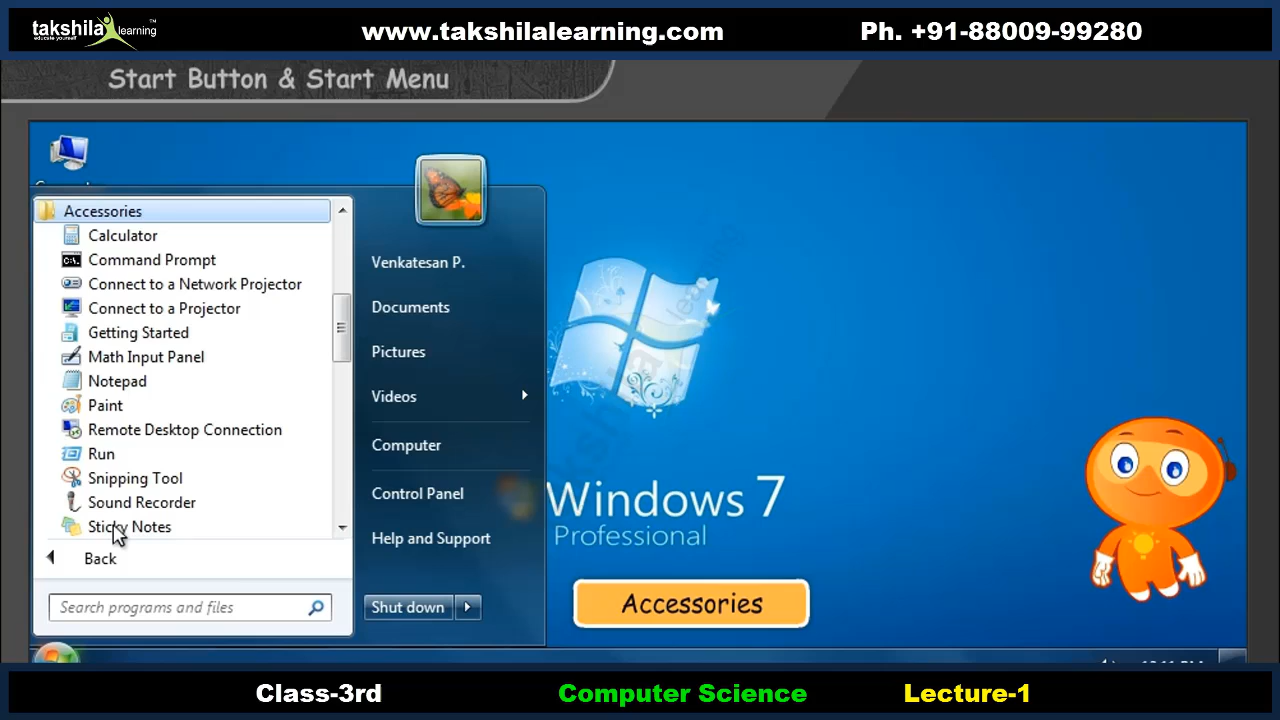 takshila learning
educate yourself
www.takshilalearning.com
Ph. +91-88009-99280
Start Button & Start Menu
Accessories
Calculator
Command Prompt
Connect to a Network Projector
Connect to a Projector
Getting Started
Math Input Panel
Notepad
Paint
Remote Desktop Connection
Run
Snipping Tool
Sound Recorder
Sticky Notes
Back
Search programs and files
Venkatesan P.
Documents
Pictures
Videos
Computer
Control Panel
Help and Support
Shut down
Windows 7
Professional
Accessories
Class-3rd
Computer Science
Lecture-1